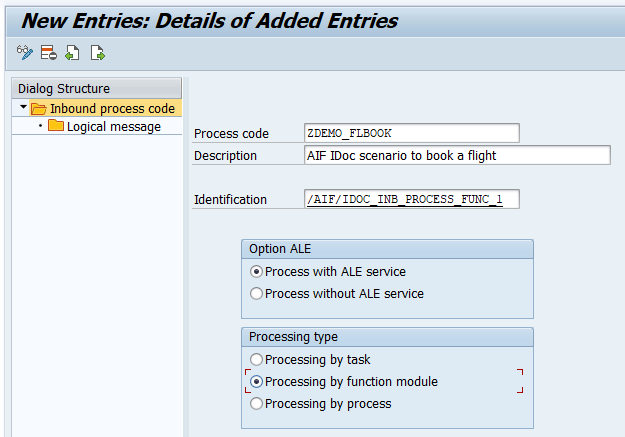 New Entries: Details of Added Entries
Dialog Structure
Inbound process code
Logical message
Process code ZDEMO_FLBOOK
Description AIF IDoc scenario to book a flight
Identification /AIF/IDOC_INB_PROCESS_FUNC_1
Option ALE
Process with ALE service
Process without ALE service
Processing type
Processing by task
Processing by function module
Processing by process